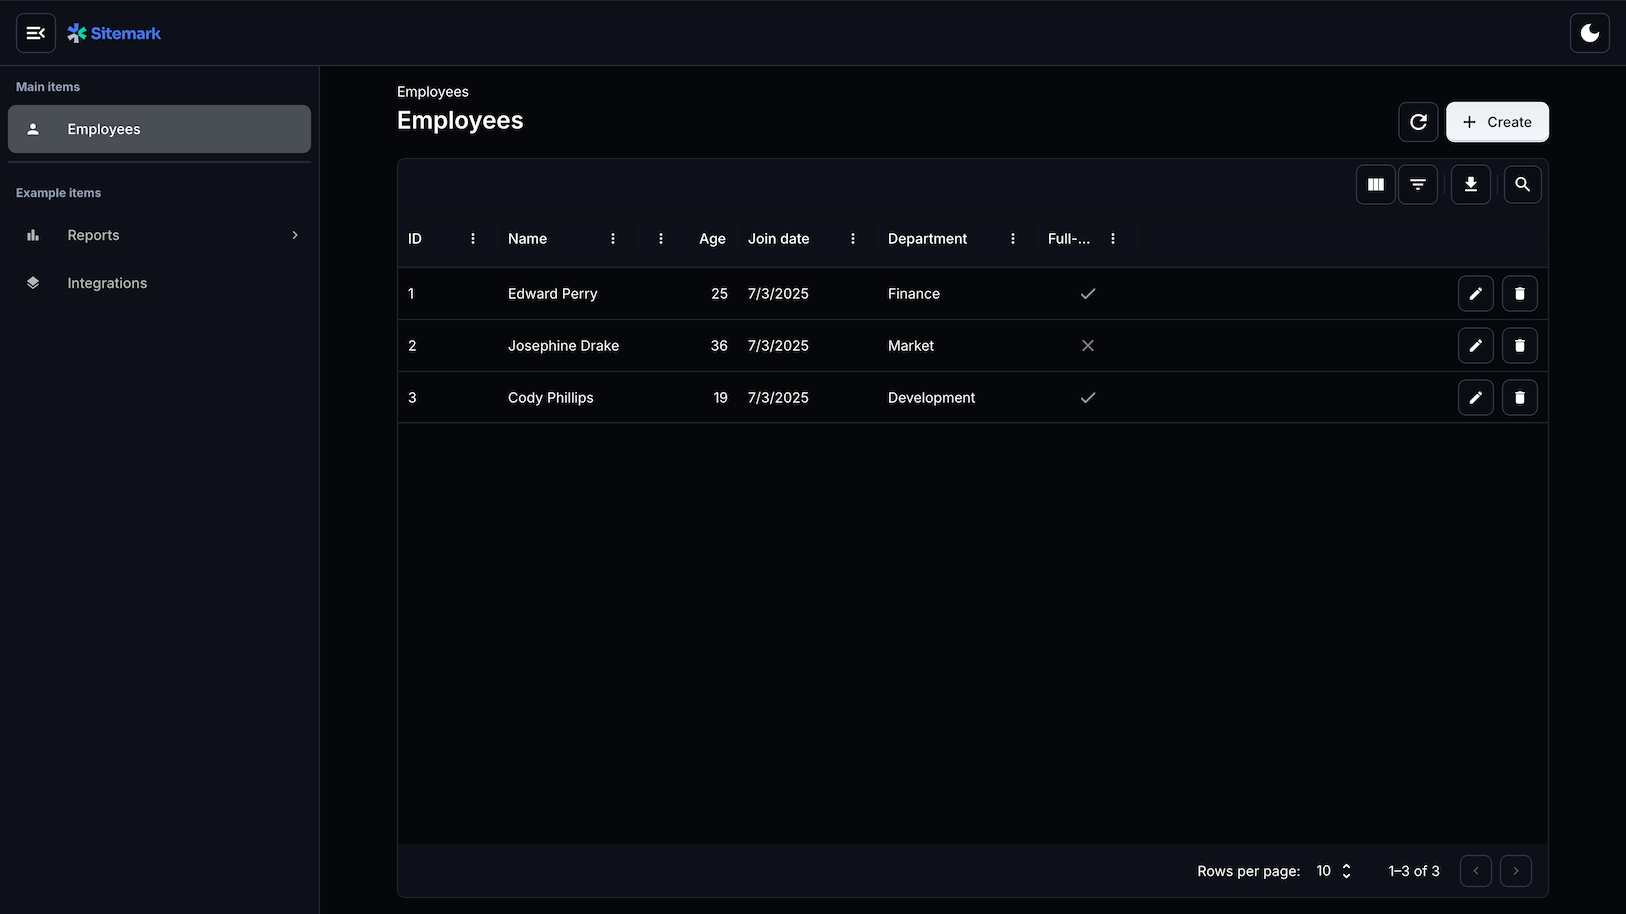 Sitemark
Main items
Employees
Example items
Reports
Integrations
Employees
Employees
Create
ID Name Age Join date Department Full-...
1 Edward Perry 25 7/3/2025 Finance
2 Josephine Drake 36 7/3/2025 Market
3 Cody Phillips 19 7/3/2025 Development
Rows per page: 10 1–3 of 3